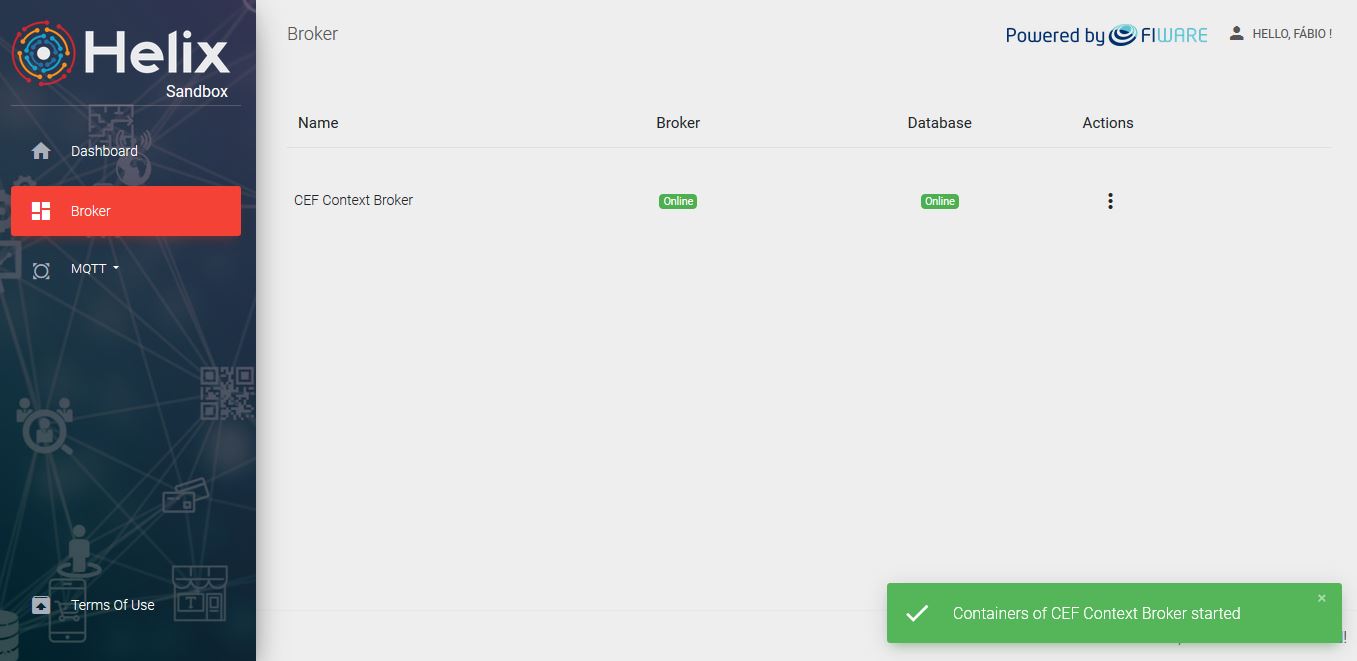 Helix
Sandbox
Dashboard
Broker
MQTT
Terms Of Use
Broker
Powered by FIWARE
HELLO, FÁBIO !
Name Broker Database Actions
CEF Context Broker Online Online
Containers of CEF Context Broker started
×